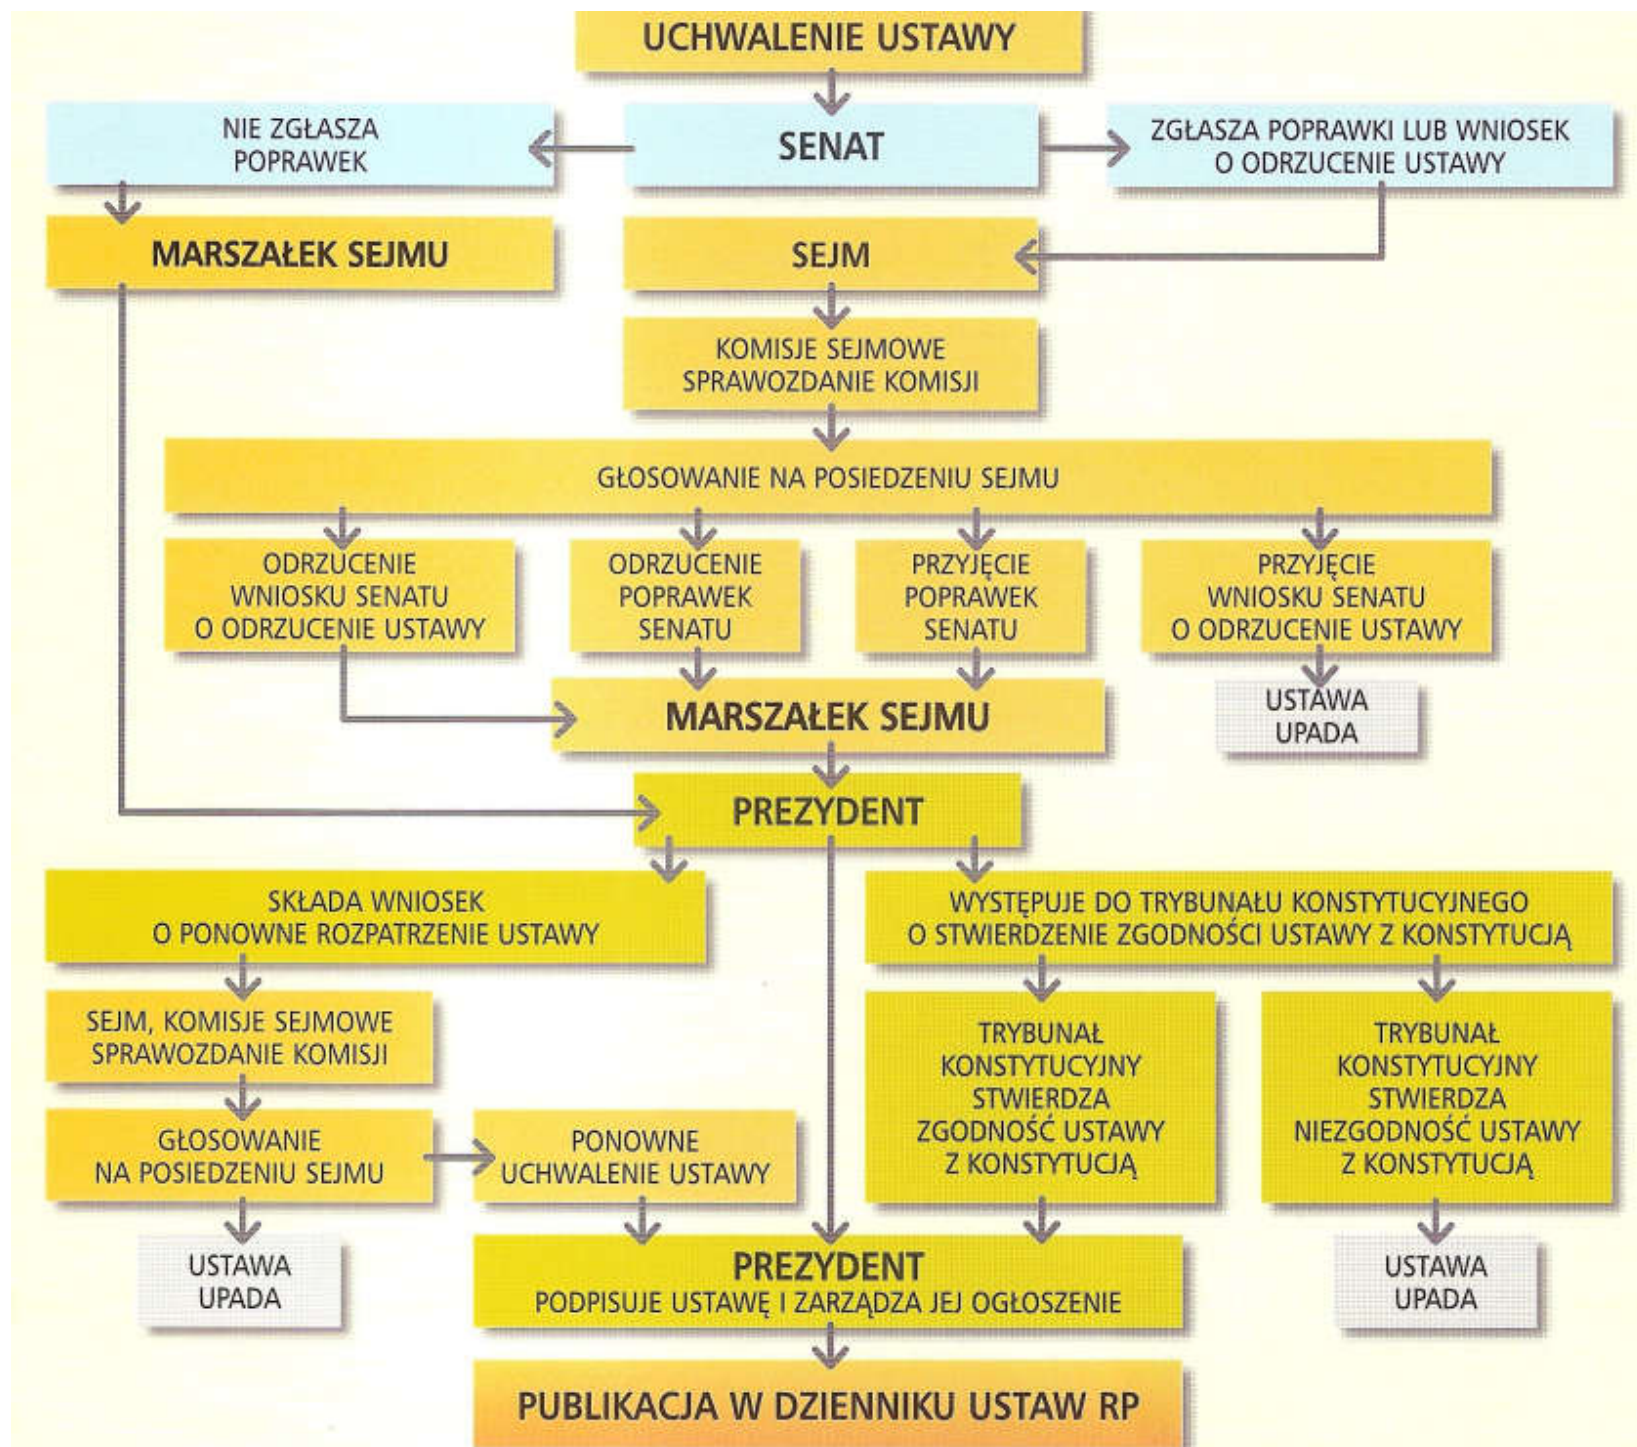 UCHWALENIE USTAWY
NIE ZGŁASZA
POPRAWEK
SENAT
ZGŁASZA POPRAWKI LUB WNIOSEK
O ODRZUCENIE USTAWY
MARSZAŁEK SEJMU
SEJM
KOMISJE SEJMOWE
SPRAWOZDANIE KOMISJI
GŁOSOWANIE NA POSIEDZENIU SEJMU
ODRZUCENIE
WNIOSKU SENATU
O ODRZUCENIE USTAWY
ODRZUCENIE
POPRAWEK
SENATU
PRZYJĘCIE
POPRAWEK
SENATU
PRZYJĘCIE
WNIOSKU SENATU
O ODRZUCENIE USTAWY
MARSZAŁEK SEJMU
USTAWA
UPADA
PREZYDENT
SKŁADA WNIOSEK
O PONOWNE ROZPATRZENIE USTAWY
WYSTĘPUJE DO TRYBUNAŁU KONSTYTUCYJNEGO
O STWIERDZENIE ZGODNOŚCI USTAWY Z KONSTYTUCJĄ
SEJM, KOMISJE SEJMOWE
SPRAWOZDANIE KOMISJI
TRYBUNAŁ
KONSTYTUCYJNY
STWIERDZA
ZGODNOŚĆ USTAWY
Z KONSTYTUCJĄ
TRYBUNAŁ
KONSTYTUCYJNY
STWIERDZA
NIEZGODNOŚĆ USTAWY
Z KONSTYTUCJĄ
GŁOSOWANIE
NA POSIEDZENIU SEJMU
PONOWNE
UCHWALENIE USTAWY
USTAWA
UPADA
PREZYDENT
PODPISUJE USTAWĘ I ZARZĄDZA JEJ OGŁOSZENIE
USTAWA
UPADA
PUBLIKACJA W DZIENNIKU USTAW RP